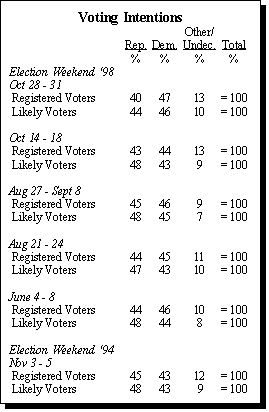 Voting Intentions
Other/
Rep. Dem. Undec. Total
% % % %
Election Weekend '98
Oct 28 - 31
Registered Voters 40 47 13 = 100
Likely Voters 44 46 10 = 100
Oct 14 - 18
Registered Voters 43 44 13 = 100
Likely Voters 48 43 9 = 100
Aug 27 - Sept 8
Registered Voters 45 46 9 = 100
Likely Voters 48 45 7 = 100
Aug 21 - 24
Registered Voters 44 45 11 = 100
Likely Voters 47 43 10 = 100
June 4 - 8
Registered Voters 44 46 10 = 100
Likely Voters 48 44 8 = 100
Election Weekend '94
Nov 3 - 5
Registered Voters 45 43 12 = 100
Likely Voters 48 43 9 = 100